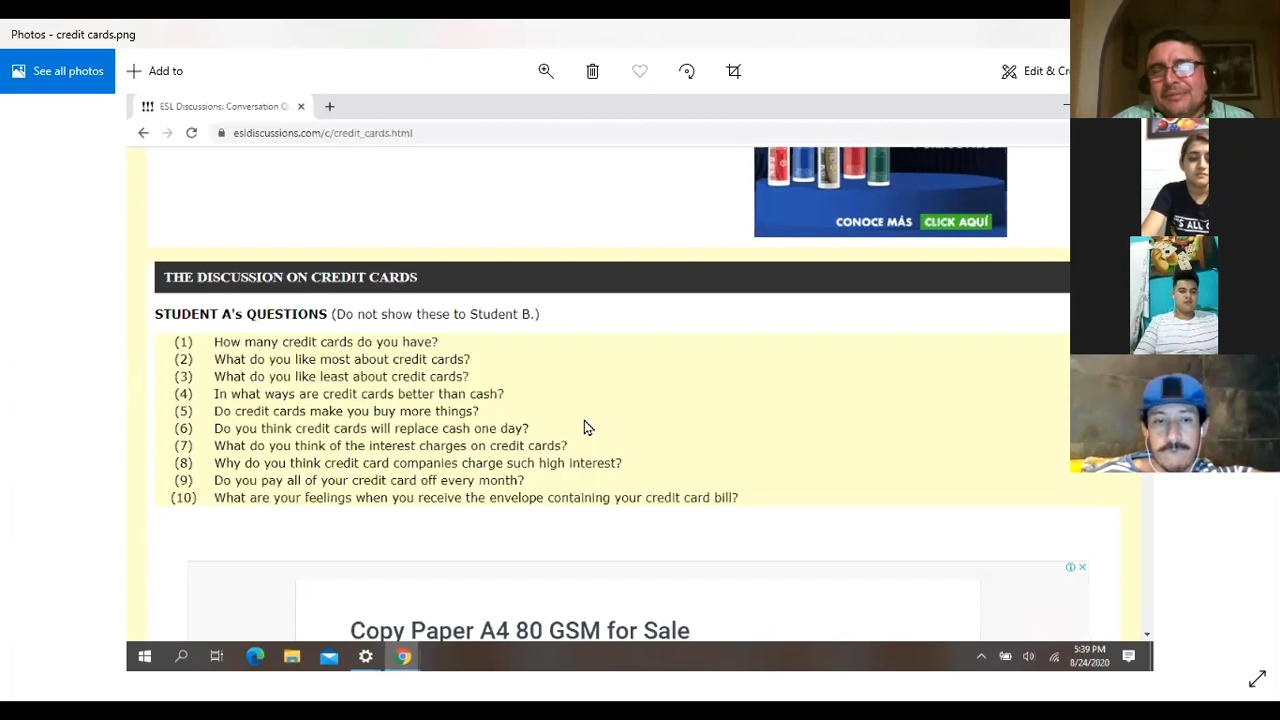 Photos - credit cards.png
See all photos
Add to
Edit & Cr
ESL Discussions: Conversation Q
esldiscussions.com/c/credit_cards.html
CONOCE MÁS CLICK AQUÍ
THE DISCUSSION ON CREDIT CARDS
STUDENT A's QUESTIONS (Do not show these to Student B.)
(1) How many credit cards do you have?
(2) What do you like most about credit cards?
(3) What do you like least about credit cards?
(4) In what ways are credit cards better than cash?
(5) Do credit cards make you buy more things?
(6) Do you think credit cards will replace cash one day?
(7) What do you think of the interest charges on credit cards?
(8) Why do you think credit card companies charge such high interest?
(9) Do you pay all of your credit card off every month?
(10) What are your feelings when you receive the envelope containing your credit card bill?
Copy Paper A4 80 GSM for Sale
5:39 PM
8/24/2020